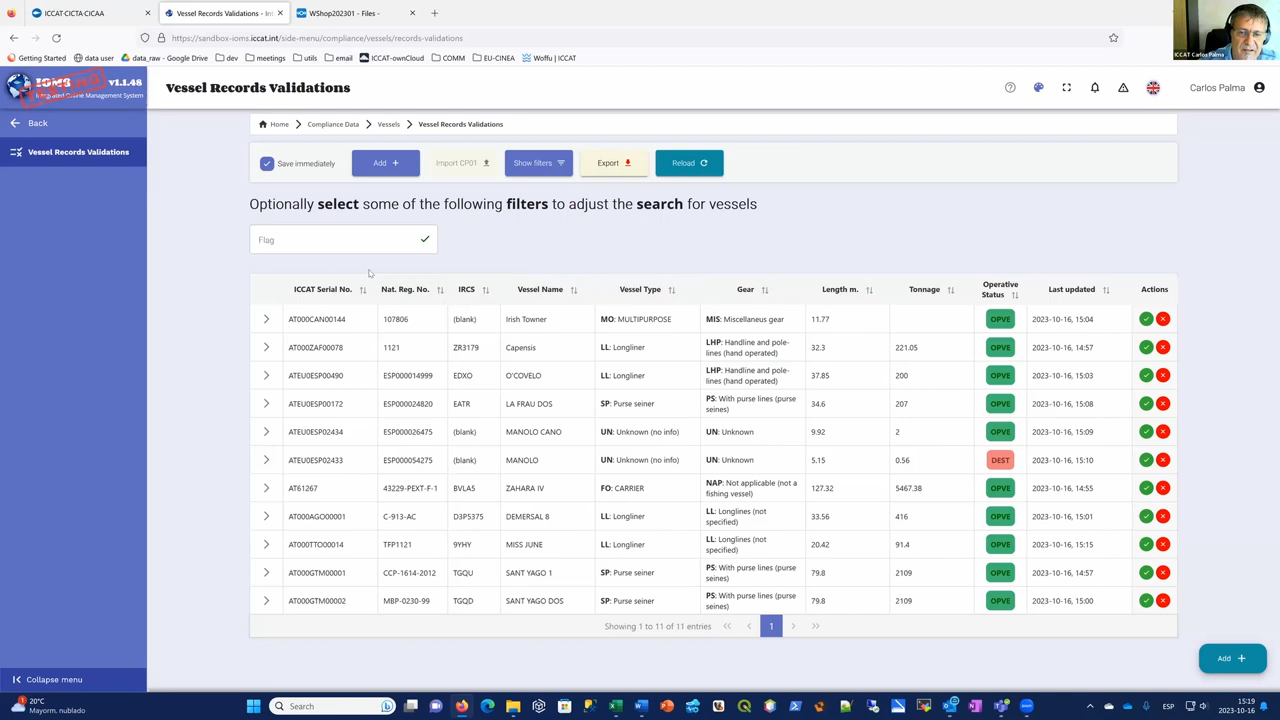 ICCAT·CICTA·CICAA
Vessel Records Validations - Int
WShop202301 - Files -
https://sandbox-ioms.iccat.int/side-menu/compliance/records-validations
Getting Started
data user
data_raw - Google Drive
dev
meetings
utils
email
ICCAT-ownCloud
COMM
EU-CINEA
Woffu | ICCAT
ICCAT Carlos Palma
IOMS v1.1.48
Integrated Online Management System
Vessel Records Validations
Carlos Palma
Back
Vessel Records Validations
Home
Compliance Data
Vessels
Vessel Records Validations
Save immediately
Add
Import CP01
Show filters
Export
Reload
Optionally select some of the following filters to adjust the search for vessels
Flag
ICCAT Serial No. Nat. Reg. No. IRCS Vessel Name Vessel Type Gear Length m. Tonnage Operative Status Last updated Actions
AT000CAN00144 107806 (blank) Irish Towner MO: MULTIPURPOSE MIS: Miscellaneus gear 11.77 OPVE 2023-10-16, 15:04
AT000ZAF00078 1121 ZR3179 Capensis LL: Longliner LHP: Handline and pole-lines (hand operated) 32.3 221.05 OPVE 2023-10-16, 14:57
ATEU0ESP00490 ESP000014999 EDXO O'COVELO LL: Longliner LHP: Handline and pole-lines (hand operated) 37.85 200 OPVE 2023-10-16, 15:03
ATEU0ESP00172 ESP000024820 EATR LA FRAU DOS SP: Purse seiner PS: With purse lines (purse seines) 34.6 207 OPVE 2023-10-16, 15:08
ATEU0ESP02434 ESP000026475 (blank) MANOLO CANO UN: Unknown (no info) UN: Unknown 9.92 2 OPVE 2023-10-16, 15:09
ATEU0ESP02433 ESP000054275 (blank) MANOLO UN: Unknown (no info) UN: Unknown 5.15 0.56 DEST 2023-10-16, 15:10
AT61267 43229-PEXT-F-1 BVLA5 ZAHARA IV FO: CARRIER NAP: Not applicable (not a fishing vessel) 127.32 5467.38 OPVE 2023-10-16, 14:55
AT000AGO00001 C-913-AC D3P5375 DEMERSAL 8 LL: Longliner LL: Longlines (not specified) 33.56 416 OPVE 2023-10-16, 15:01
AT000TTO00014 TFP1121 9YHY MISS JUNE LL: Longliner LL: Longlines (not specified) 20.42 91.4 OPVE 2023-10-16, 15:15
AT000GTM00001 CCP-1614-2012 TGQU SANT YAGO 1 SP: Purse seiner PS: With purse lines (purse seines) 79.8 2109 OPVE 2023-10-16, 14:57
AT000GTM00002 MBP-0230-99 TGQD SANT YAGO DOS SP: Purse seiner PS: With purse lines (purse seines) 79.8 2109 OPVE 2023-10-16, 15:00
Showing 1 to 11 of 11 entries
1
Add
Collapse menu
1
20°C
Mayorm. nublado
Search
ESP
15:19
2023-10-16